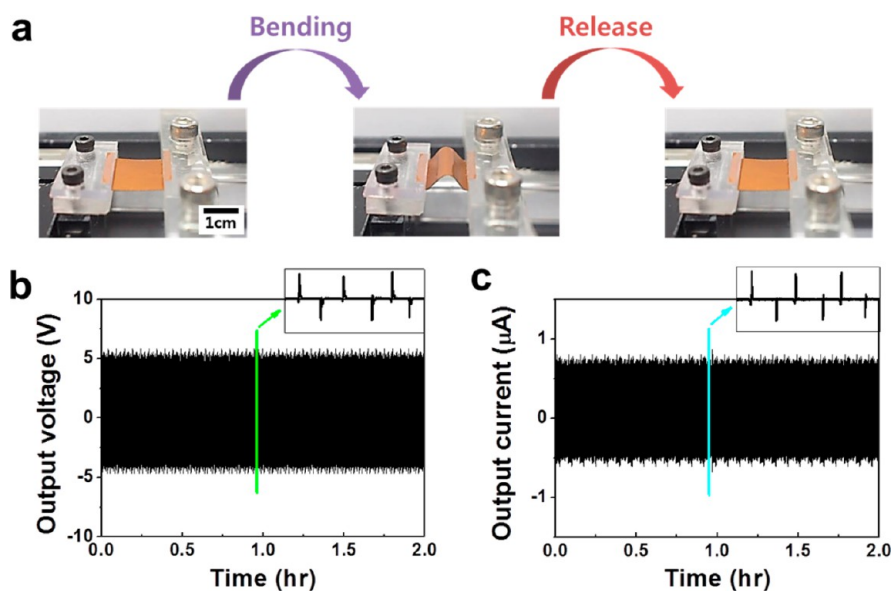 a
Bending
Release
1cm
b
Output voltage (V)
10
5
0
-5
-10
0.0
0.5
1.0
1.5
2.0
Time (hr)
c
Output current (μA)
1
0
-1
0.0
0.5
1.0
1.5
2.0
Time (hr)